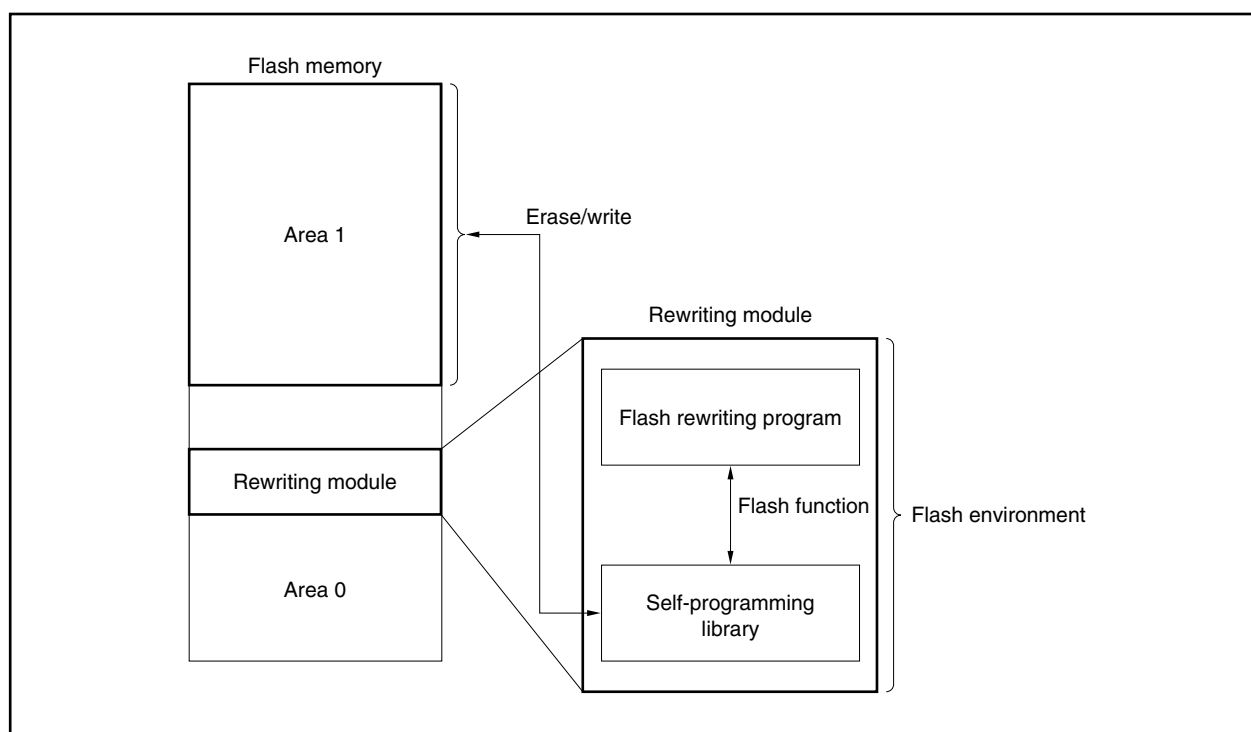 Flash memory
Area 1
Erase/write
Rewriting module
Flash rewriting program
Rewriting module
Flash function
Flash environment
Area 0
Self-programming
library